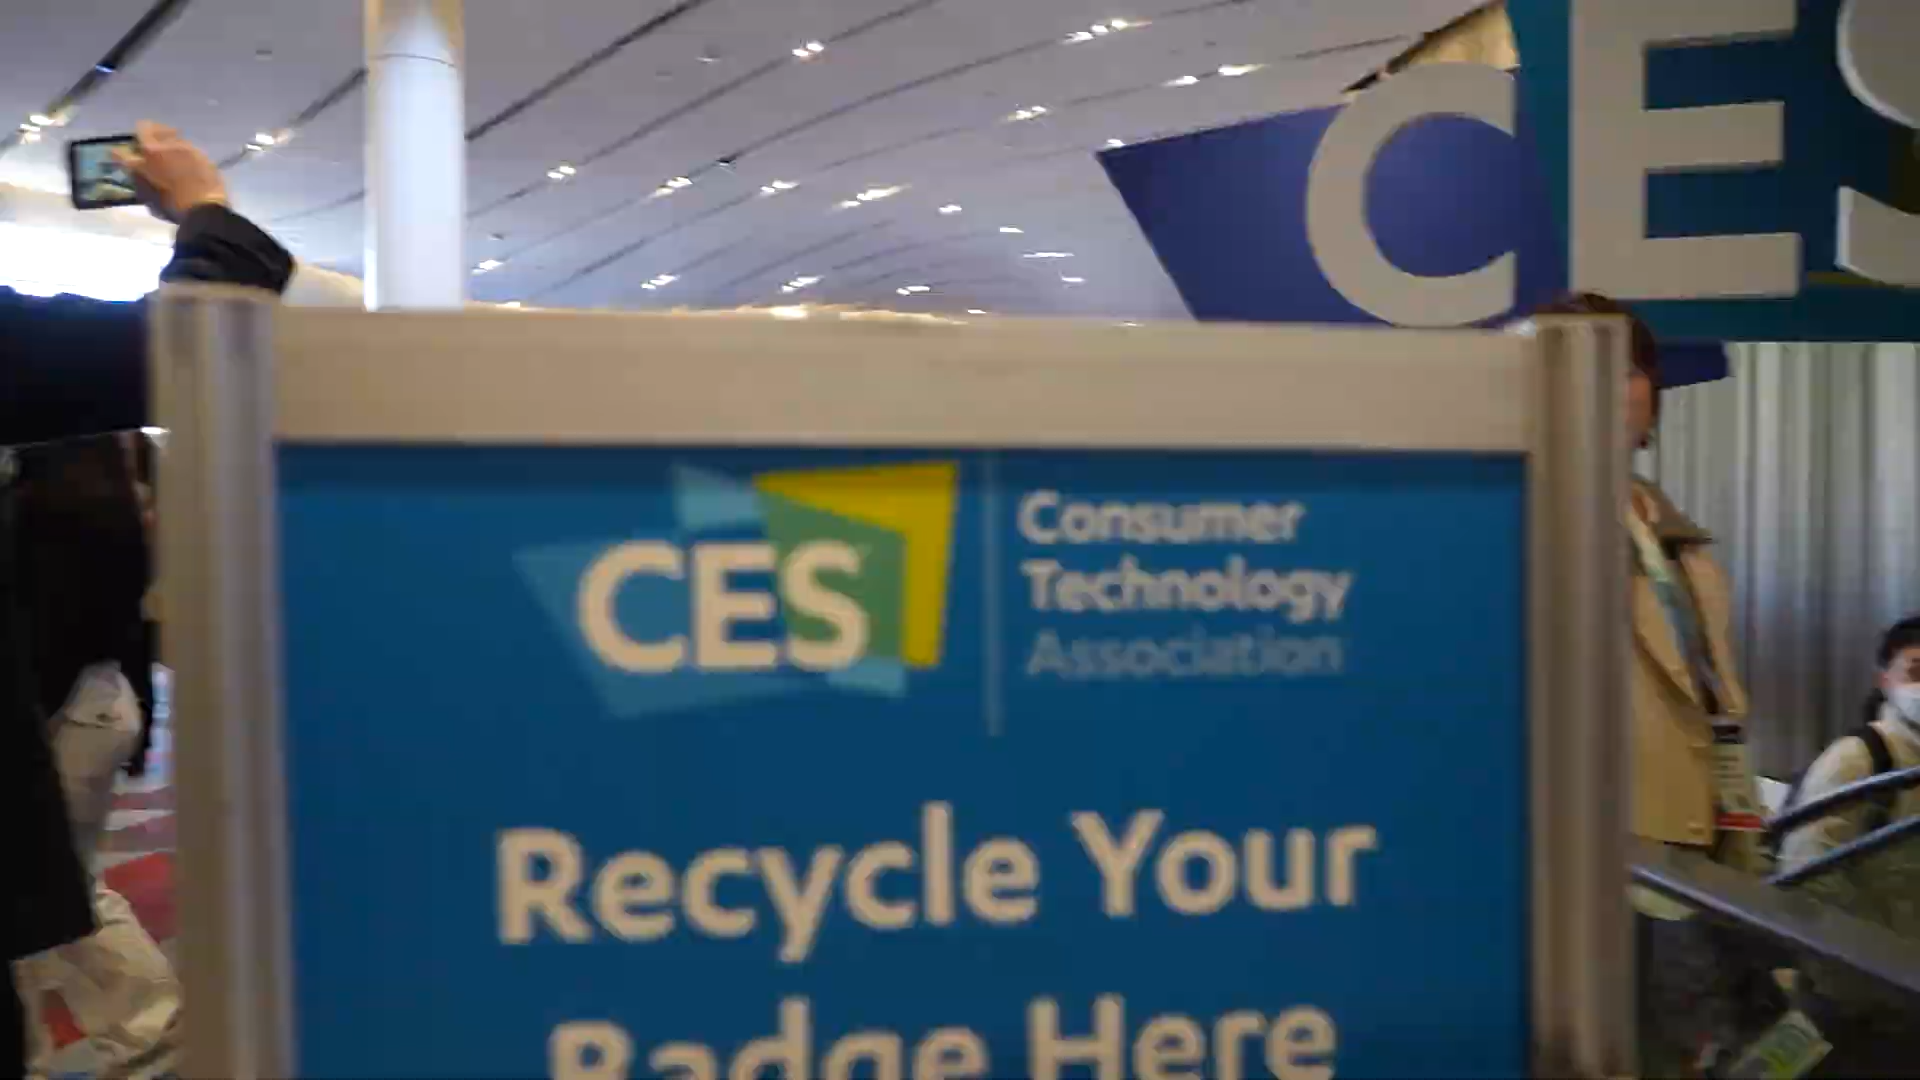 CES
CES
Consumer
Technology
Association
Recycle Your
Badge Here